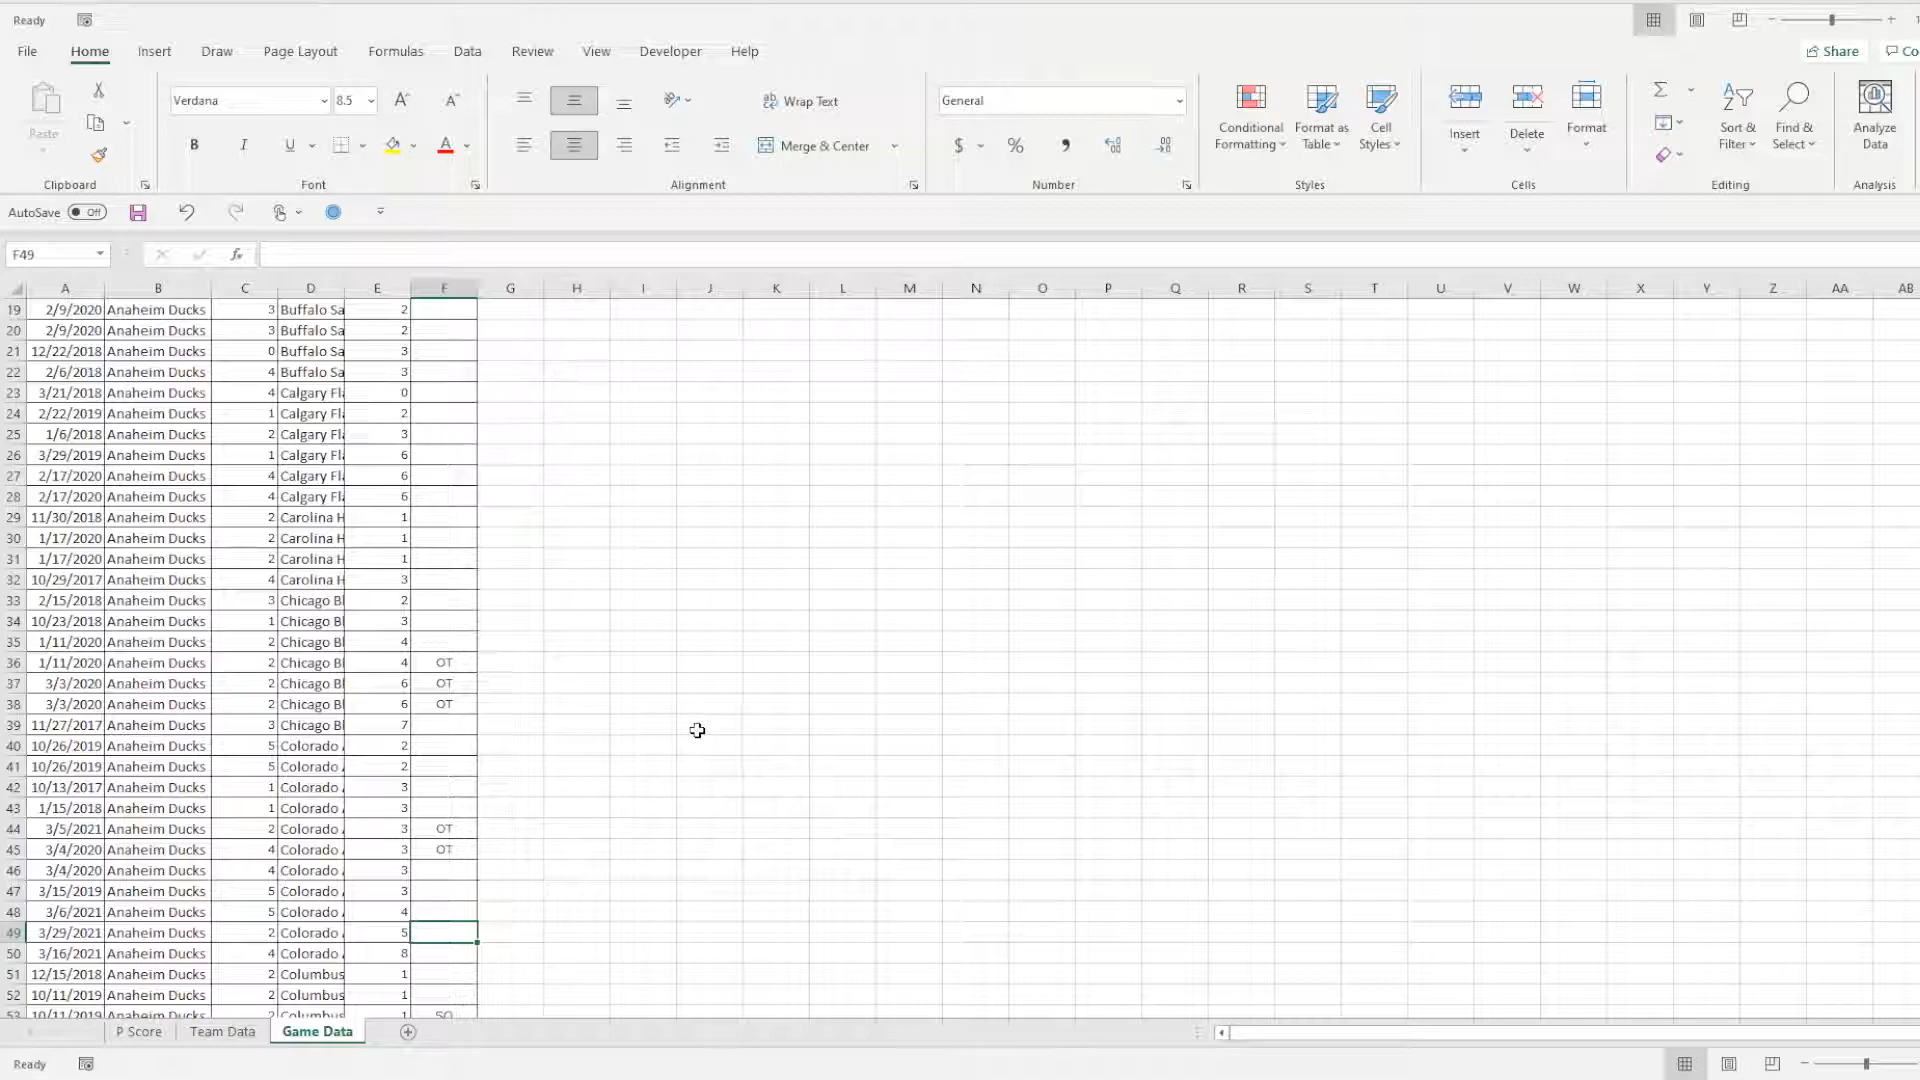 Ready
File Home Insert Draw Page Layout Formulas Data Review View Developer Help Share Co
Paste Verdana 8.5 A A Wrap Text General Conditional Formatting Format as Table Cell Styles Insert Delete Format Sort & Filter Find & Select Analyze Data
B I U A Merge & Center $ % ,
Clipboard Font Alignment Number Styles Cells Editing Analysis
AutoSave Off
F49 fx
A B C D E F G H I J K L M N O P Q R S T U V W X Y Z AA AB
19 2/9/2020 Anaheim Ducks 3 Buffalo Sa 2
20 2/9/2020 Anaheim Ducks 3 Buffalo Sa 2
21 12/22/2018 Anaheim Ducks 0 Buffalo Sa 3
22 2/6/2018 Anaheim Ducks 4 Buffalo Sa 3
23 3/21/2018 Anaheim Ducks 4 Calgary Fl 0
24 2/22/2019 Anaheim Ducks 1 Calgary Fl 2
25 1/6/2018 Anaheim Ducks 2 Calgary Fl 3
26 3/29/2019 Anaheim Ducks 1 Calgary Fl 6
27 2/17/2020 Anaheim Ducks 4 Calgary Fl 6
28 2/17/2020 Anaheim Ducks 4 Calgary Fl 6
29 11/30/2018 Anaheim Ducks 2 Carolina H 1
30 1/17/2020 Anaheim Ducks 2 Carolina H 1
31 1/17/2020 Anaheim Ducks 2 Carolina H 1
32 10/29/2017 Anaheim Ducks 4 Carolina H 3
33 2/15/2018 Anaheim Ducks 3 Chicago Bl 2
34 10/23/2018 Anaheim Ducks 1 Chicago Bl 3
35 1/11/2020 Anaheim Ducks 2 Chicago Bl 4
36 1/11/2020 Anaheim Ducks 2 Chicago Bl 4 OT
37 3/3/2020 Anaheim Ducks 2 Chicago Bl 6 OT
38 3/3/2020 Anaheim Ducks 2 Chicago Bl 6 OT
39 11/27/2017 Anaheim Ducks 3 Chicago Bl 7
40 10/26/2019 Anaheim Ducks 5 Colorado 2
41 10/26/2019 Anaheim Ducks 5 Colorado 2
42 10/13/2017 Anaheim Ducks 1 Colorado 3
43 1/15/2018 Anaheim Ducks 1 Colorado 3
44 3/5/2021 Anaheim Ducks 2 Colorado 3 OT
45 3/4/2020 Anaheim Ducks 4 Colorado 3 OT
46 3/4/2020 Anaheim Ducks 4 Colorado 3
47 3/15/2019 Anaheim Ducks 5 Colorado 3
48 3/6/2021 Anaheim Ducks 5 Colorado 4
49 3/29/2021 Anaheim Ducks 2 Colorado 5
50 3/16/2021 Anaheim Ducks 4 Colorado 8
51 12/15/2018 Anaheim Ducks 2 Columbus 1
52 10/11/2019 Anaheim Ducks 2 Columbus 1
53 10/11/2019 Anaheim Ducks 2 Columbus 1 SO
P Score Team Data Game Data
Ready